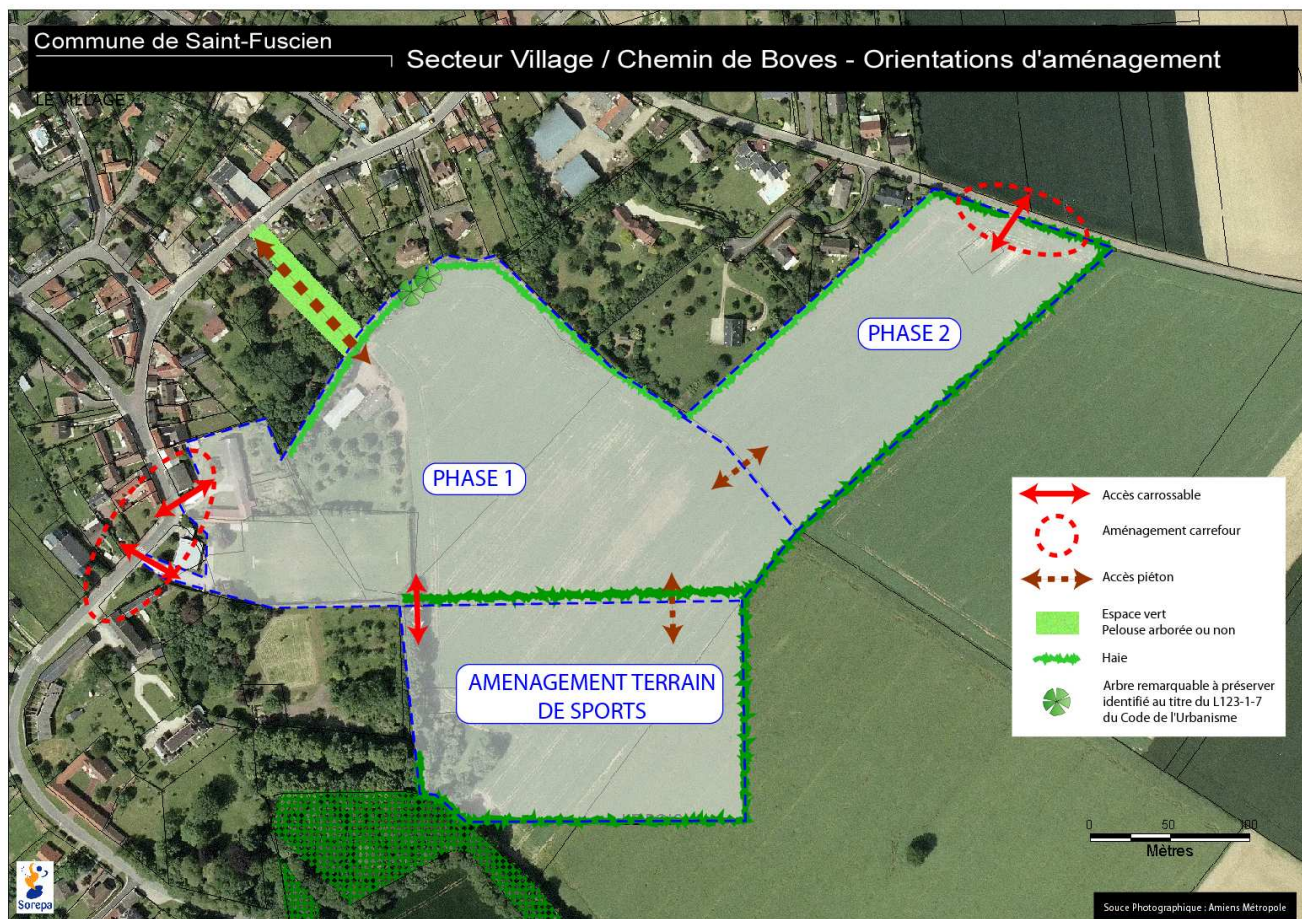 Commune de Saint-Fuscien
Secteur Village / Chemin de Boves - Orientations d'aménagement
LE VILLAGE
PHASE 2
PHASE 1
AMENAGEMENT TERRAIN
DE SPORTS
Accès carrossable
Aménagement carrefour
Accès piéton
Espace vert
Pelouse arborée ou non
Haie
Arbre remarquable à préserver
identifié au titre du L123-1-7
du Code de l'Urbanisme
0 50 100
Mètres
Sorepa
Souce Photographique : Amiens Métropole